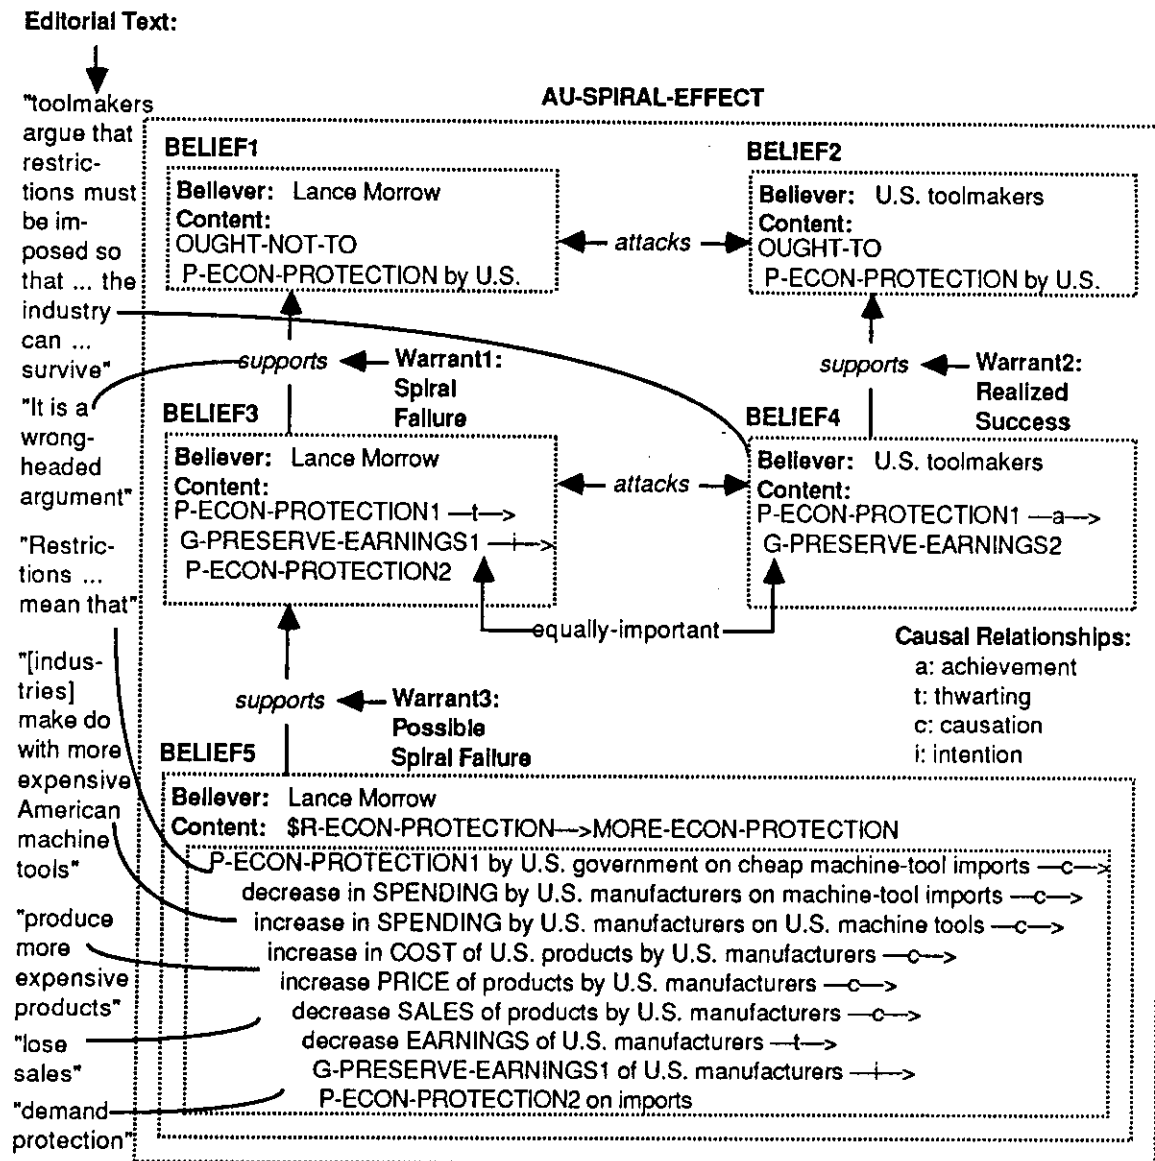 Editorial Text:
"toolmakers
argue that
restric-
tions must
be im-
posed so
that ... the
industry
can ...
survive"
"It is a
wrong-
headed
argument"
"Restric-
tions ...
mean that"
"[indus-
tries]
make do
with more
expensive
American
machine
tools"
"produce
more
expensive
products"
"lose
sales"
"demand
protection"
AU-SPIRAL-EFFECT
BELIEF1
Believer: Lance Morrow
Content:
OUGHT-NOT-TO
P-ECON-PROTECTION by U.S.
attacks
BELIEF2
Believer: U.S. toolmakers
Content:
OUGHT-TO
P-ECON-PROTECTION by U.S.
supports
Warrant1:
Spiral
Failure
supports
Warrant2:
Realized
Success
BELIEF3
Believer: Lance Morrow
Content:
P-ECON-PROTECTION1 —t—>
G-PRESERVE-EARNINGS1 —i—>
P-ECON-PROTECTION2
attacks
BELIEF4
Believer: U.S. toolmakers
Content:
P-ECON-PROTECTION1 —a—>
G-PRESERVE-EARNINGS2
equally-important
Causal Relationships:
a: achievement
t: thwarting
c: causation
i: intention
supports
Warrant3:
Possible
Spiral Failure
BELIEF5
Believer: Lance Morrow
Content: $R-ECON-PROTECTION—>MORE-ECON-PROTECTION
P-ECON-PROTECTION1 by U.S. government on cheap machine-tool imports —c—>
decrease in SPENDING by U.S. manufacturers on machine-tool imports —c—>
increase in SPENDING by U.S. manufacturers on U.S. machine tools —c—>
increase in COST of U.S. products by U.S. manufacturers —c—>
increase PRICE of products by U.S. manufacturers —c—>
decrease SALES of products by U.S. manufacturers —c—>
decrease EARNINGS of U.S. manufacturers —t—>
G-PRESERVE-EARNINGS1 of U.S. manufacturers —i—>
P-ECON-PROTECTION2 on imports